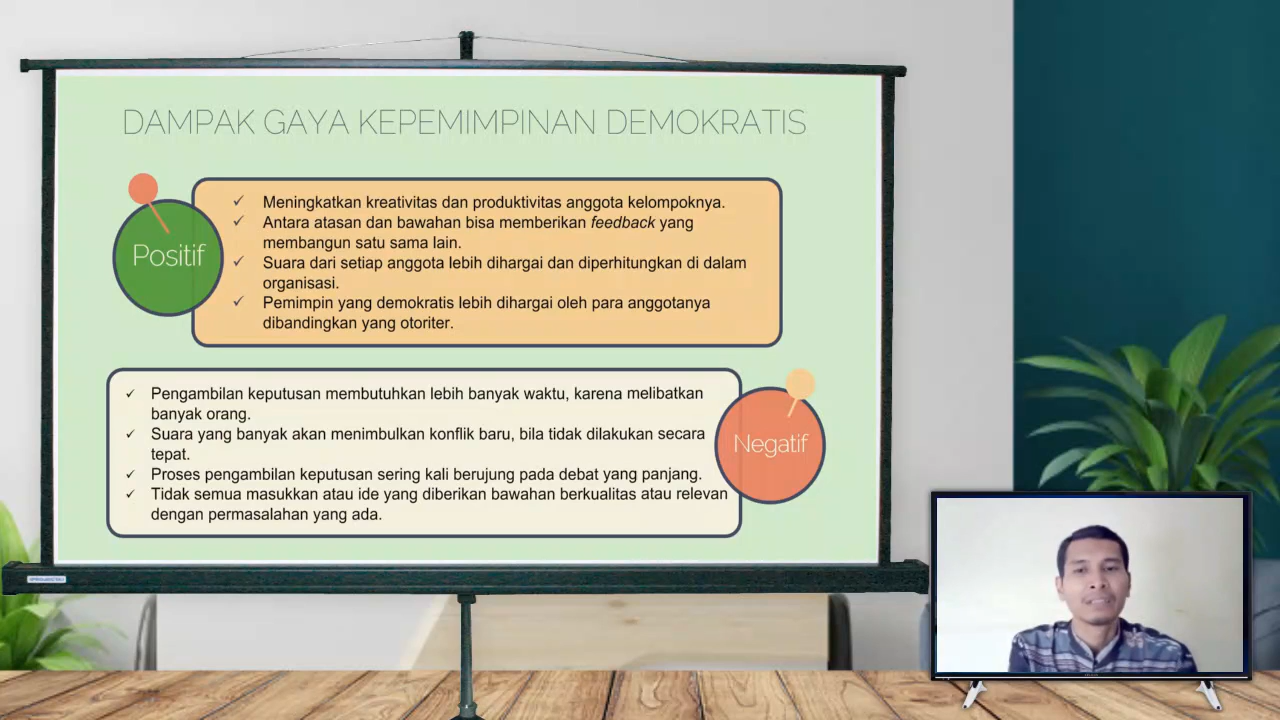 DAMPAK GAYA KEPEMIMPINAN DEMOKRATIS
Positif
Meningkatkan kreativitas dan produktivitas anggota kelompoknya.
Antara atasan dan bawahan bisa memberikan feedback yang
membangun satu sama lain.
Suara dari setiap anggota lebih dihargai dan diperhitungkan di dalam
organisasi.
Pemimpin yang demokratis lebih dihargai oleh para anggotanya
dibandingkan yang otoriter.
Pengambilan keputusan membutuhkan lebih banyak waktu, karena melibatkan
banyak orang.
Suara yang banyak akan menimbulkan konflik baru, bila tidak dilakukan secara
tepat.
Proses pengambilan keputusan sering kali berujung pada debat yang panjang.
Tidak semua masukkan atau ide yang diberikan bawahan berkualitas atau relevan
dengan permasalahan yang ada.
Negatif